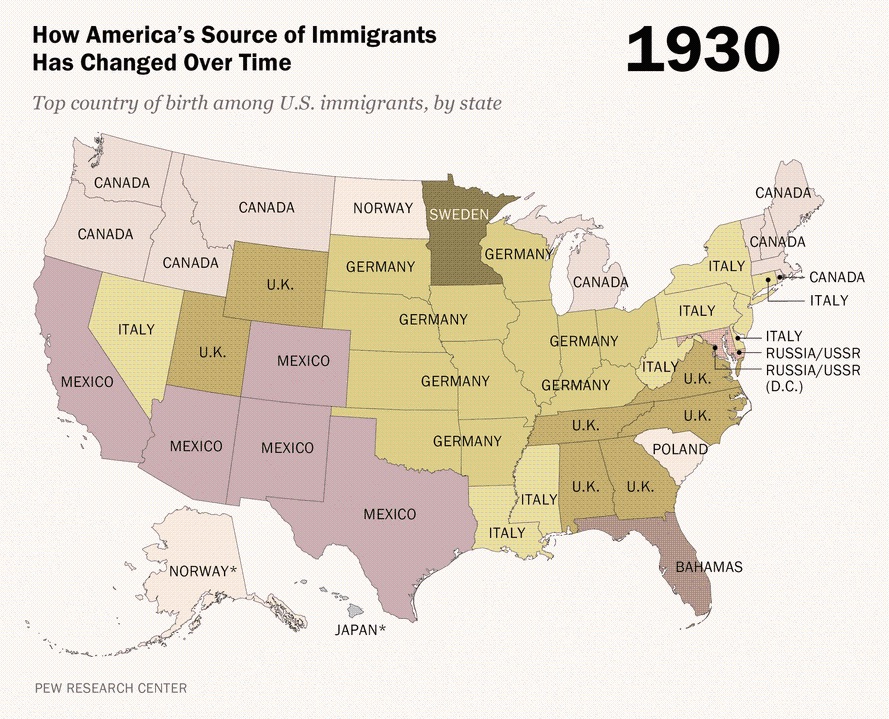 How America's Source of Immigrants
Has Changed Over Time
1930
Top country of birth among U.S. immigrants, by state
CANADA
CANADA
CANADA
CANADA
NORWAY
SWEDEN
GERMANY
GERMANY
U.K.
CANADA
CANADA
CANADA
ITALY
CANADA
ITALY
ITALY
U.K.
MEXICO
MEXICO
GERMANY
GERMANY
ITALY
ITALY
RUSSIA/USSR
RUSSIA/USSR
(D.C.)
GERMANY
GERMANY
ITALY
U.K.
U.K.
U.K.
MEXICO
MEXICO
GERMANY
POLAND
MEXICO
ITALY
U.K.
U.K.
ITALY
BAHAMAS
NORWAY*
JAPAN*
PEW RESEARCH CENTER